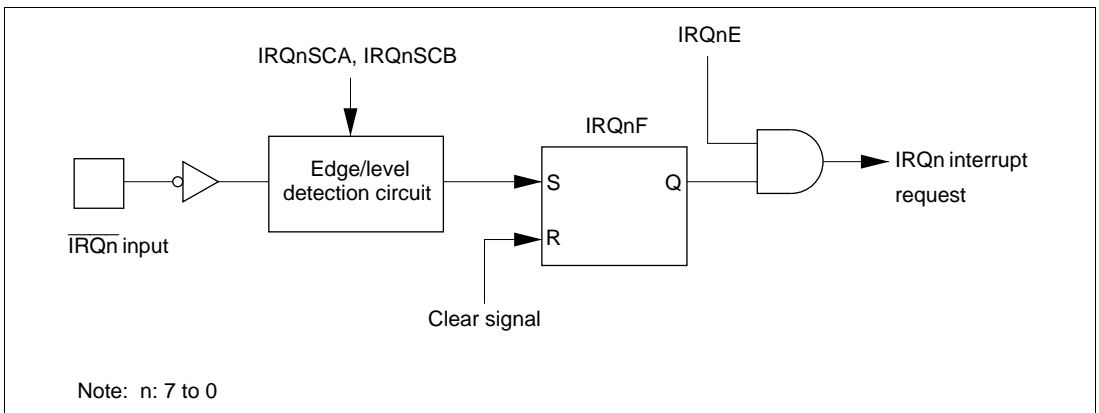 IRQnE
IRQnSCA, IRQnSCB
IRQnF
Edge/level
detection circuit
S
Q
R
IRQn interrupt
request
IRQn input
Clear signal
Note: n: 7 to 0